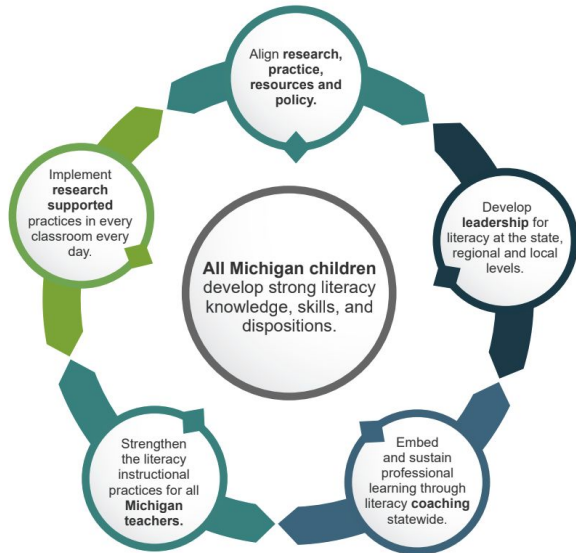 Align research,
practice,
resources and
policy.
Develop
leadership for
literacy at the state,
regional and local
levels.
Embed
and sustain
professional
learning through
literacy coaching
statewide.
Strengthen
the literacy
instructional
practices for all
Michigan
teachers.
Implement
research
supported
practices in every
classroom every
day.
All Michigan children
develop strong literacy
knowledge, skills, and
dispositions.